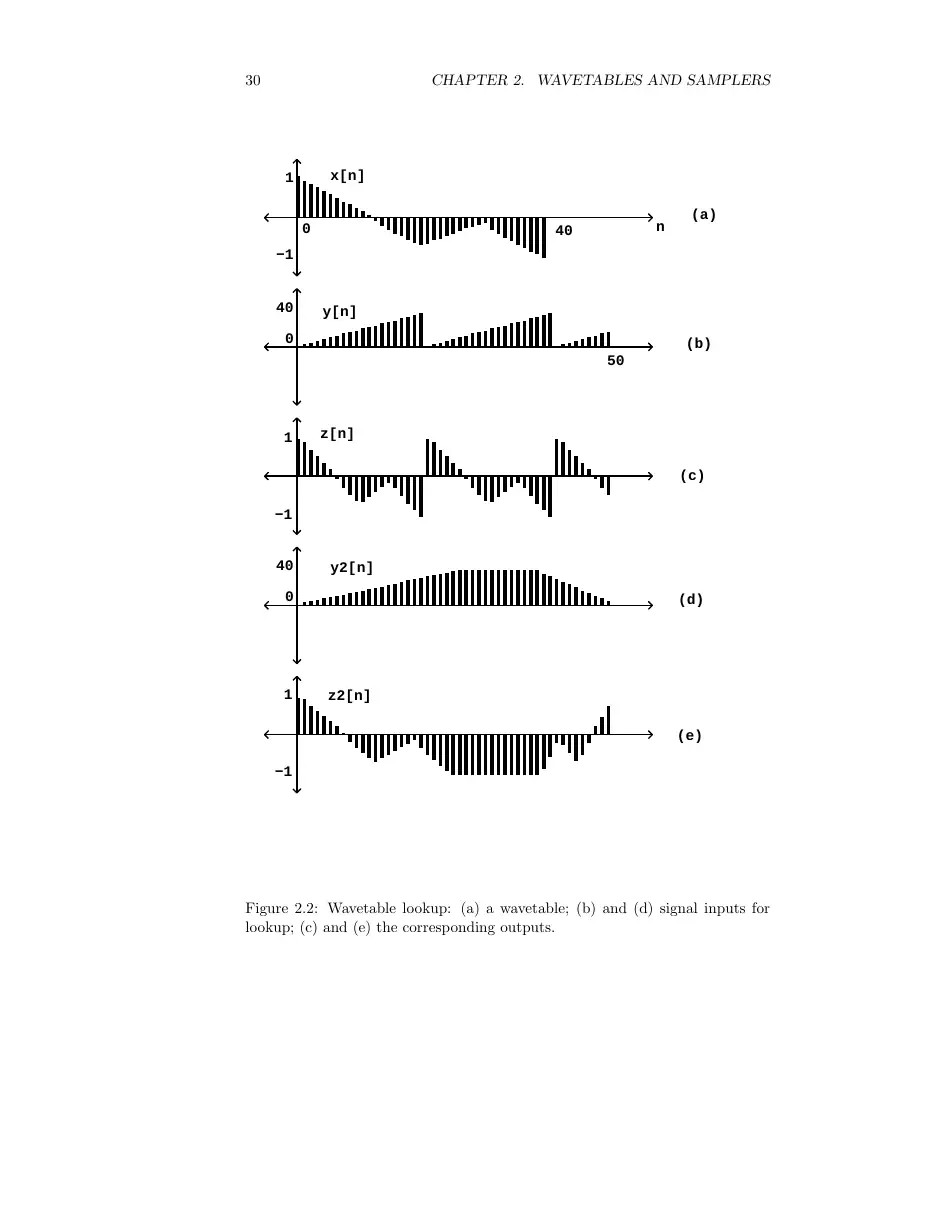 30 CHAPTER 2. WAVETABLES AND SAMPLERS
1 x[n]
(a)
0 40 n
−1
40 y[n]
0 (b)
50
1 z[n]
(c)
−1
40 y2[n]
0 (d)
1 z2[n]
(e)
−1
Figure 2.2: Wavetable lookup: (a) a wavetable; (b) and (d) signal inputs for
lookup; (c) and (e) the corresponding outputs.